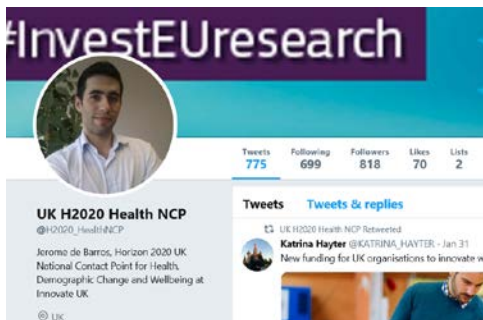 #InvestEUresearch
Tweets Following Followers Likes Lists
775 699 818 70 2
UK H2020 Health NCP
@H2020_HealthNCP
Jerome de Barros, Horizon 2020 UK
National Contact Point for Health,
Demographic Change and Wellbeing at
Innovate UK
UK
Tweets Tweets & replies
UK H2020 Health NCP Retweeted
Katrina Hayter @KATRINA_HAYTER - Jan 31
New funding for UK organisations to innovate w